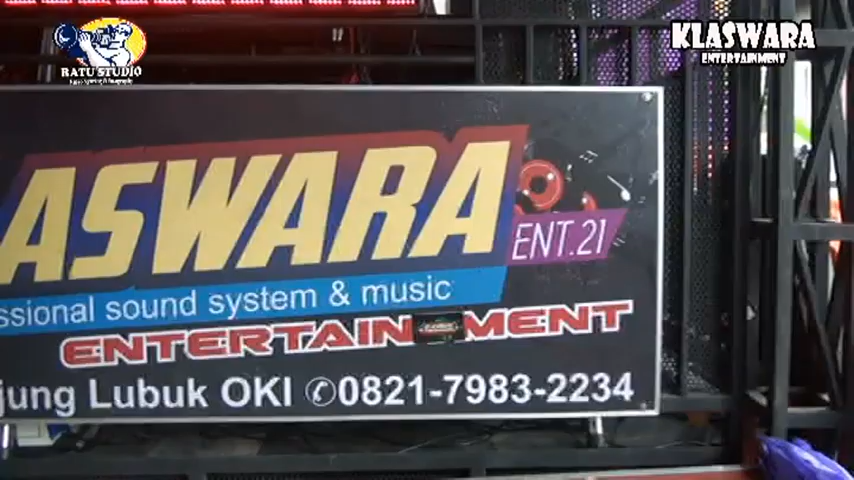 RATU STUDIO
KLASWARA
ENTERTAINMENT
ASWARA
ENT.21
ssional sound system & music
ENTERTAINMENT
jung Lubuk OKI ✆0821-7983-2234